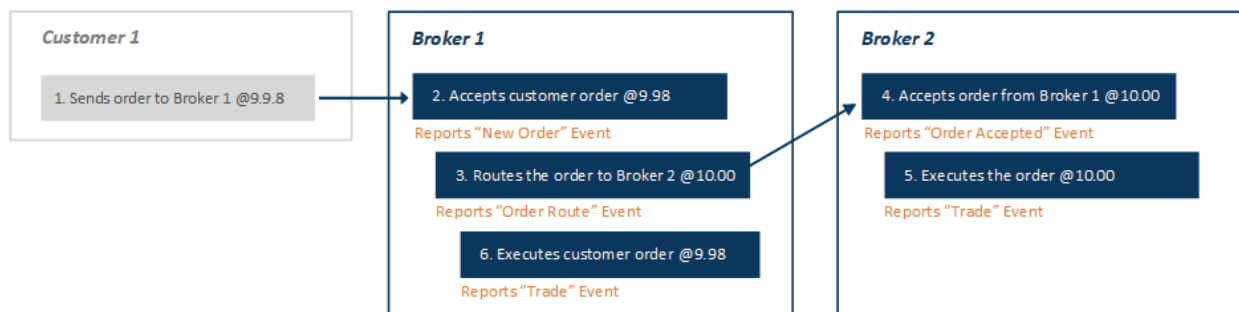 Customer 1
1. Sends order to Broker 1 @9.9.8
Broker 1
2. Accepts customer order @9.98
Reports “New Order” Event
3. Routes the order to Broker 2 @10.00
Reports “Order Route” Event
6. Executes customer order @9.98
Reports “Trade” Event
Broker 2
4. Accepts order from Broker 1 @10.00
Reports “Order Accepted” Event
5. Executes the order @10.00
Reports “Trade” Event